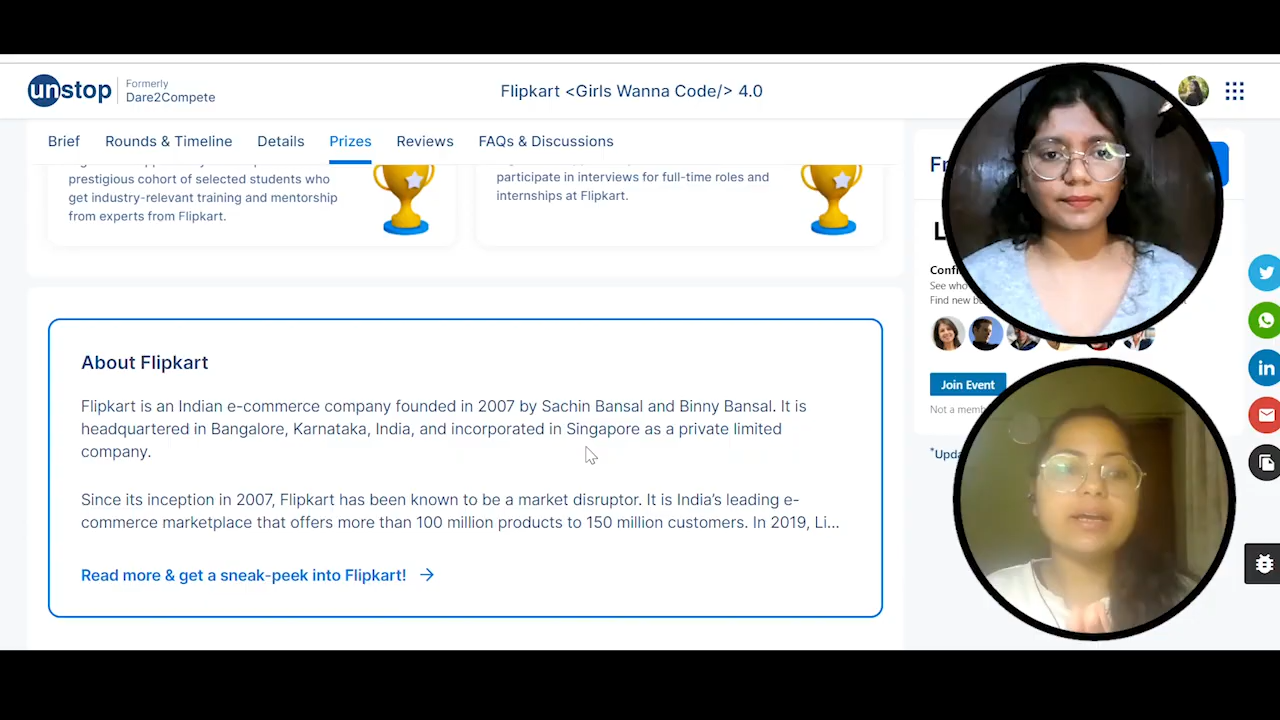 unstop
Formerly
Dare2Compete
Flipkart <Girls Wanna Code/> 4.0
Brief Rounds & Timeline Details Prizes Reviews FAQs & Discussions
prestigious cohort of selected students who
get industry-relevant training and mentorship
from experts from Flipkart.
participate in interviews for full-time roles and
internships at Flipkart.
See who
Find new
Join Event
Not a
About Flipkart
Flipkart is an Indian e-commerce company founded in 2007 by Sachin Bansal and Binny Bansal. It is
headquartered in Bangalore, Karnataka, India, and incorporated in Singapore as a private limited
company.
Since its inception in 2007, Flipkart has been known to be a market disruptor. It is India's leading e-
commerce marketplace that offers more than 100 million products to 150 million customers. In 2019, Li...
Read more & get a sneak-peek into Flipkart!